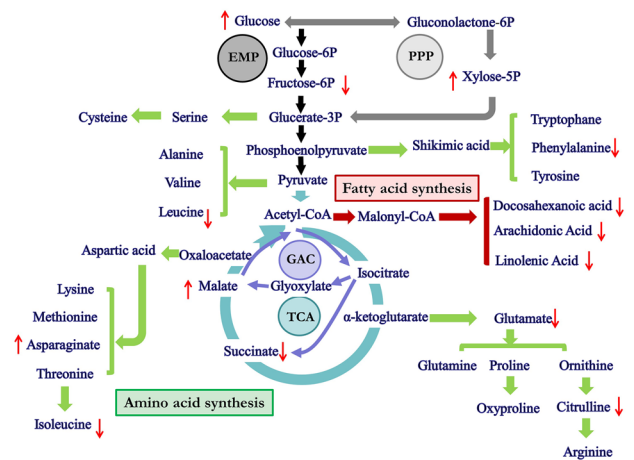 Glucose
Gluconolactone-6P
EMP
Glucose-6P
PPP
Fructose-6P
Xylose-5P
Cysteine
Serine
Glucerate-3P
Tryptophane
Alanine
Phosphoenolpyruvate
Shikimic acid
Phenylalanine
Valine
Pyruvate
Tyrosine
Fatty acid synthesis
Leucine
Acetyl-CoA
Malonyl-CoA
Docosahexanoic acid
Arachidonic Acid
Linolenic Acid
Aspartic acid
Oxaloacetate
GAC
Isocitrate
Malate
Glyoxylate
Lysine
Methionine
TCA
α-ketoglutarate
Glutamate
Asparaginate
Succinate
Threonine
Glutamine
Proline
Ornithine
Amino acid synthesis
Oxyproline
Citrulline
Isoleucine
Arginine